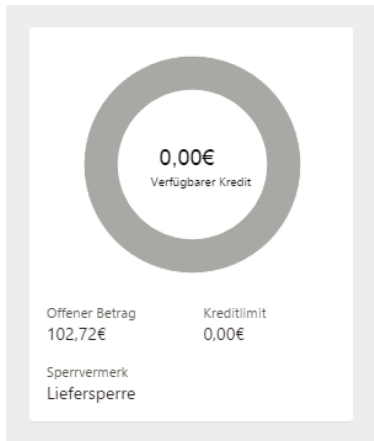 0,00€
Verfügbarer Kredit
Offener Betrag
Kreditlimit
102,72€
0,00€
Sperrvermerk
Liefersperre